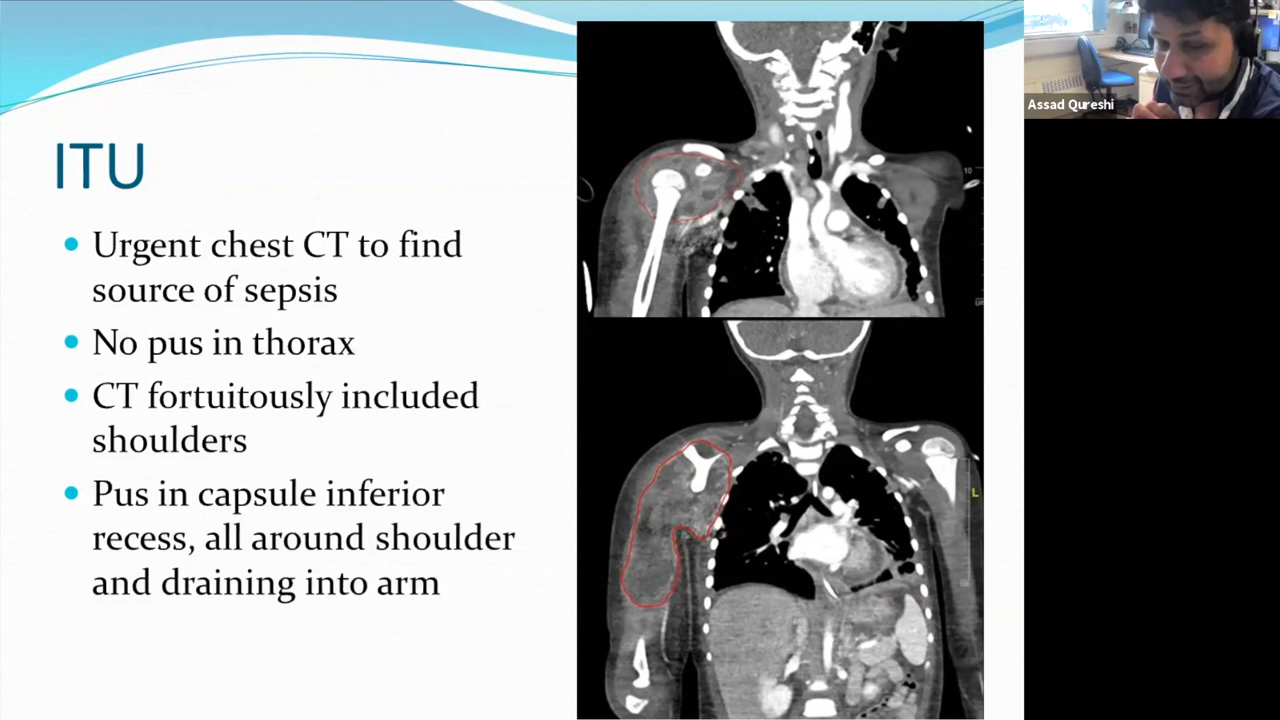 Assad Qureshi
ITU
Urgent chest CT to find
source of sepsis
No pus in thorax
CT fortuitously included
shoulders
Pus in capsule inferior
recess, all around shoulder
and draining into arm
10
L